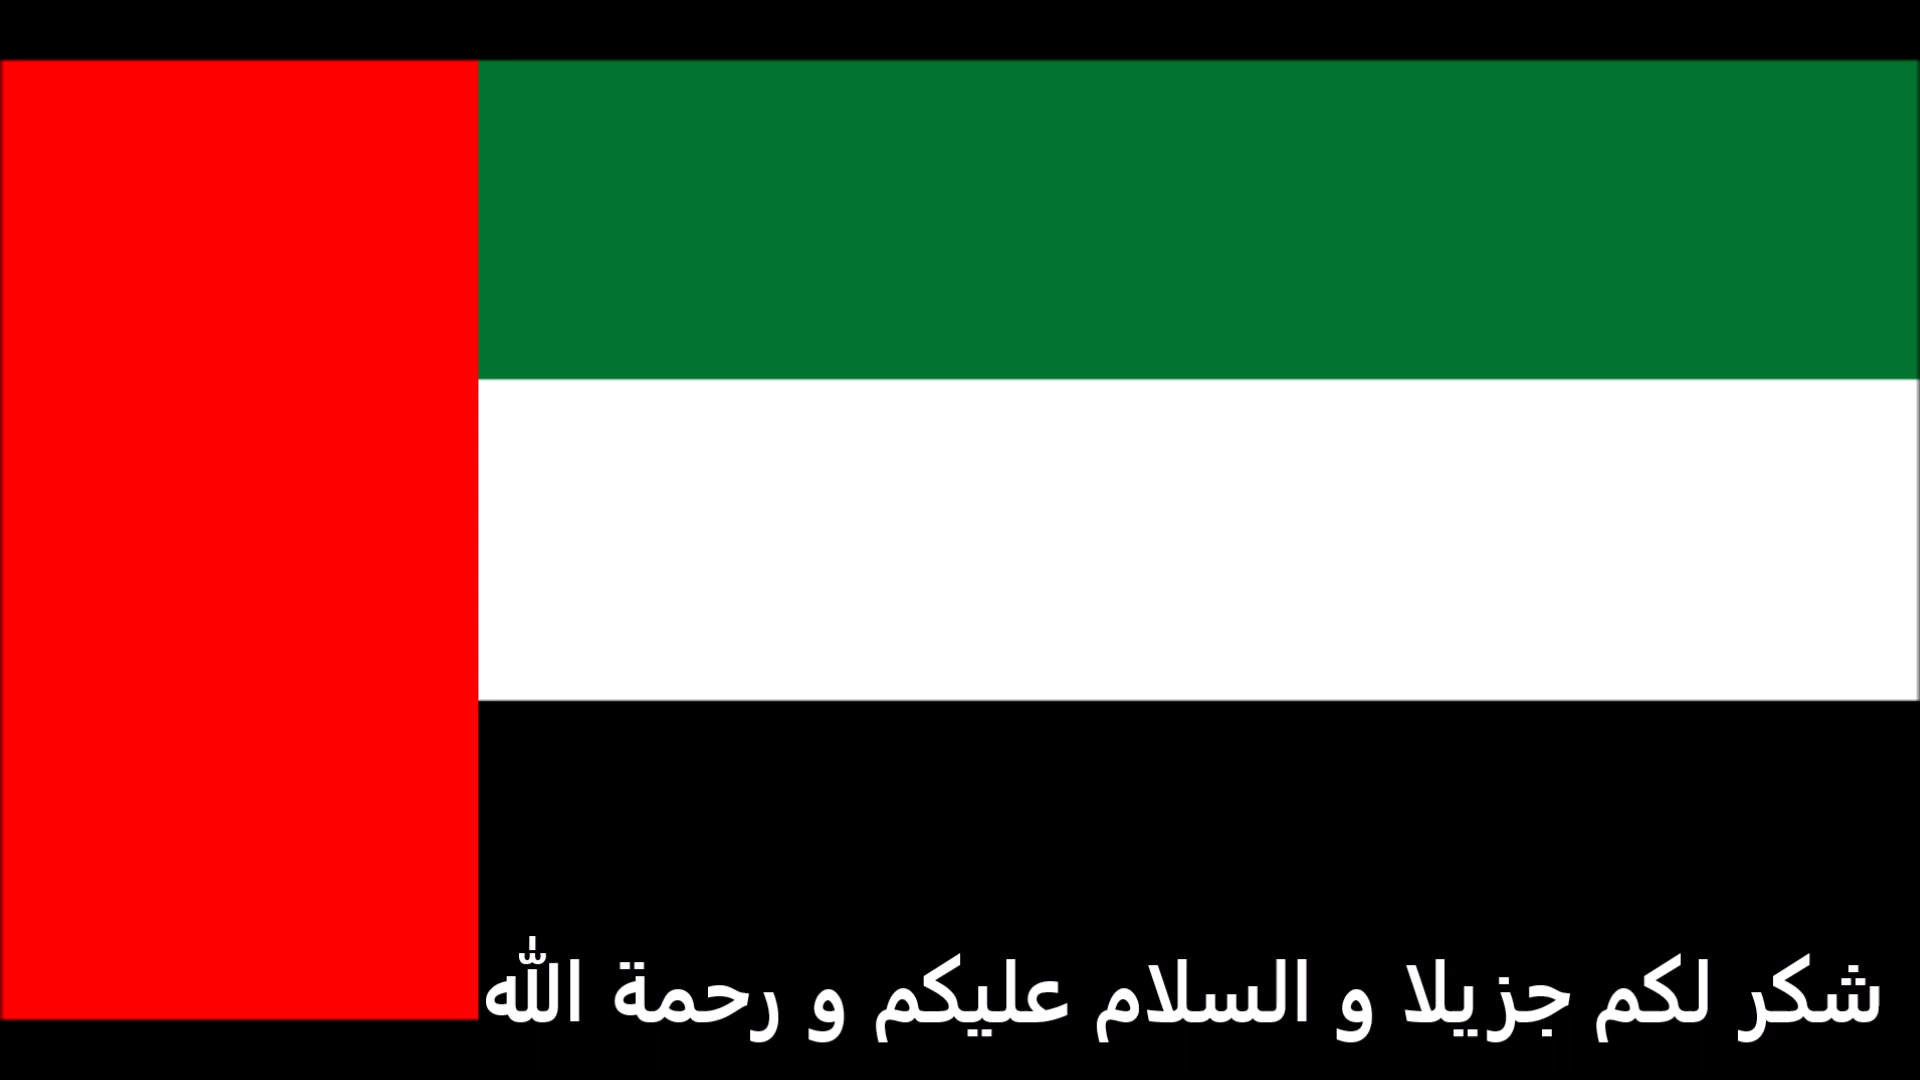 شكر لكم جزيلا و السلام عليكم و رحمة الله